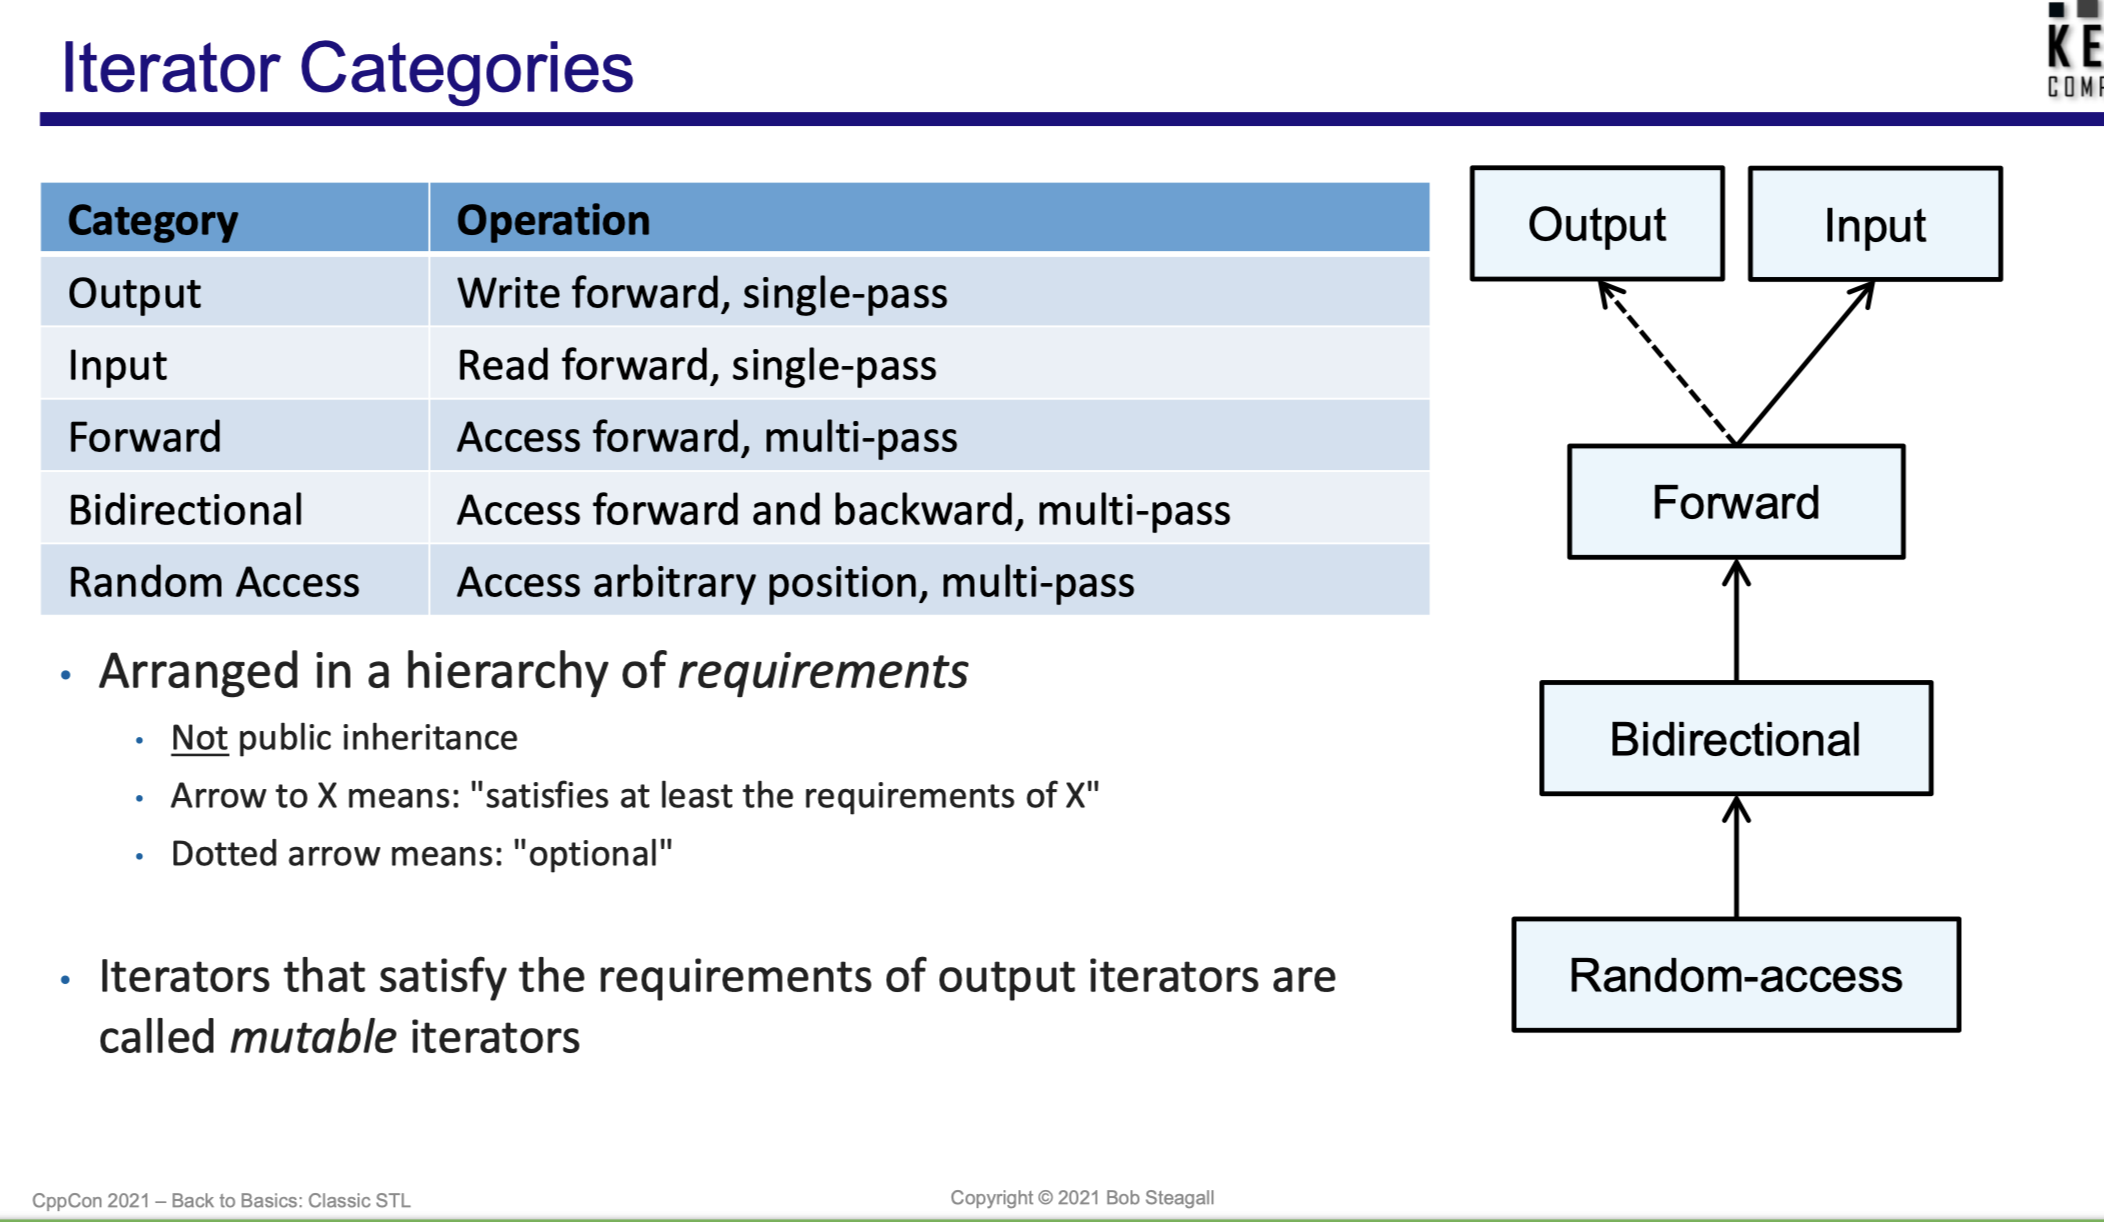 Iterator Categories
KE
COMP
Category Operation
Output Write forward, single-pass
Input Read forward, single-pass
Forward Access forward, multi-pass
Bidirectional Access forward and backward, multi-pass
Random Access Access arbitrary position, multi-pass
• Arranged in a hierarchy of requirements
• Not public inheritance
• Arrow to X means: "satisfies at least the requirements of X"
• Dotted arrow means: "optional"
• Iterators that satisfy the requirements of output iterators are
called mutable iterators
Output
Input
Forward
Bidirectional
Random-access
CppCon 2021 – Back to Basics: Classic STL
Copyright © 2021 Bob Steagall